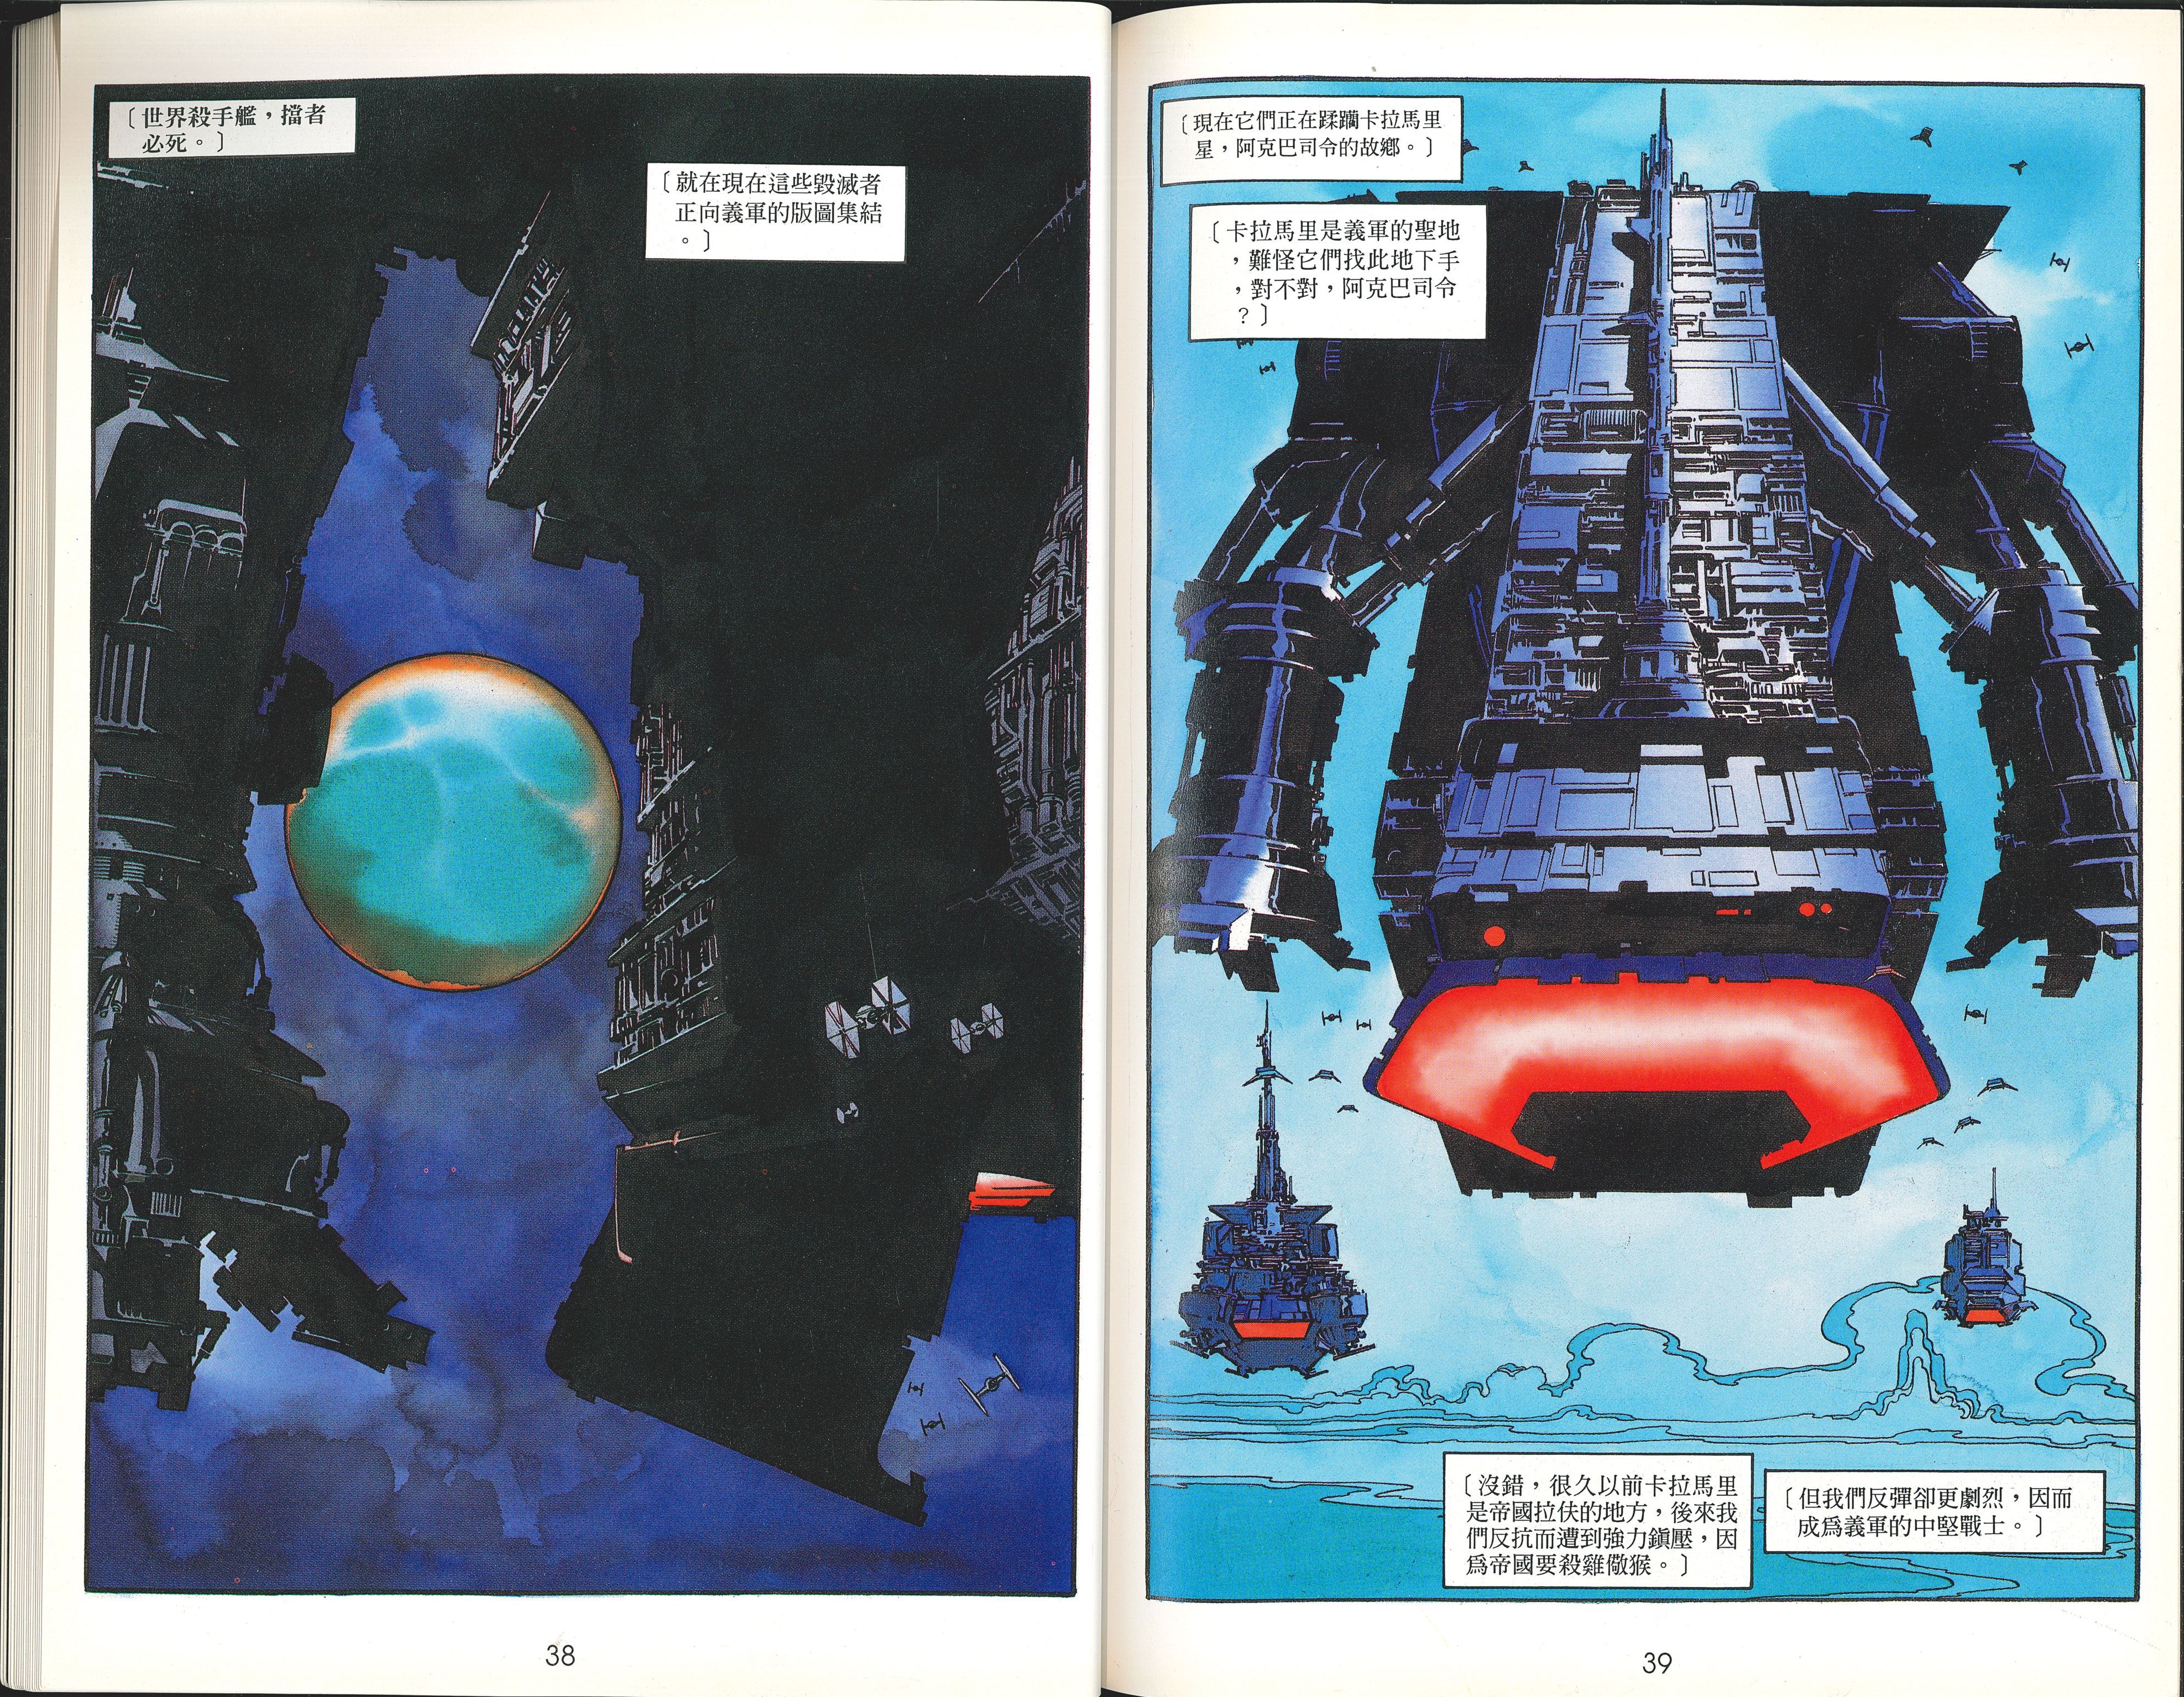 〔世界殺手艦，擋者
必死。〕
〔就在現在這些毀滅者
正向義軍的版圖集結
。〕
38
〔現在它們正在蹂躪卡拉馬里
星，阿克巴司令的故鄉。〕
〔卡拉馬里是義軍的聖地
，難怪它們找此地下手
，對不對，阿克巴司令
？〕
〔沒錯，很久以前卡拉馬里
是帝國拉伕的地方，後來我
們反抗而遭到強力鎮壓，因
爲帝國要殺雞儆猴。〕
〔但我們反彈卻更劇烈，因而
成爲義軍的中堅戰士。〕
39